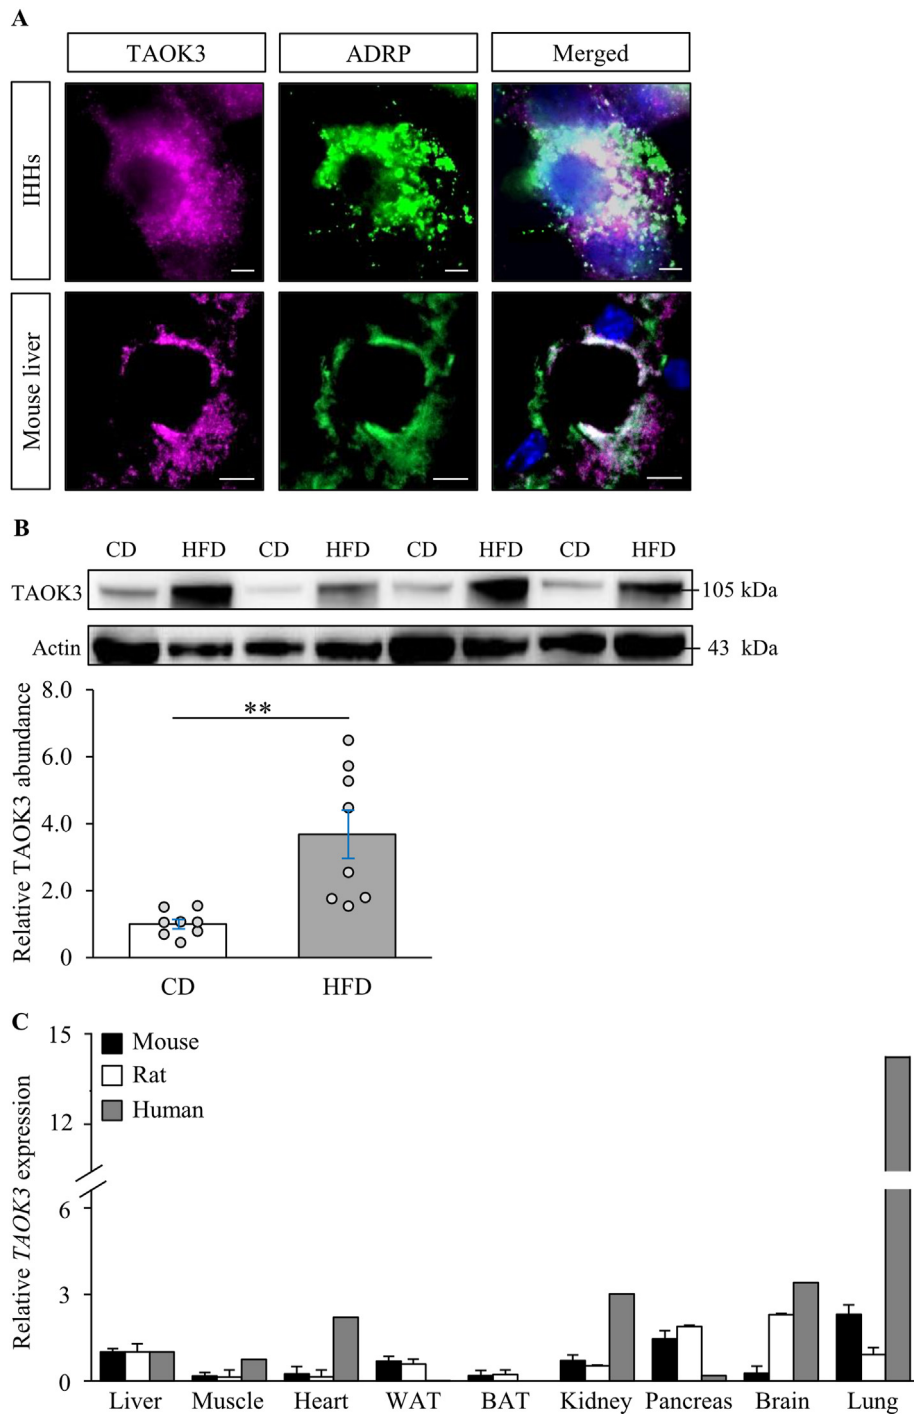 A
TAOK3 ADRP Merged
IHHs
Mouse liver
B
CD HFD CD HFD CD HFD CD HFD
TAOK3 105 kDa
Actin 43 kDa
Relative TAOK3 abundance
8.0
6.0
4.0
2.0
0
**
CD HFD
C
Relative TAOK3 expression
15
12
6
3
0
Mouse
Rat
Human
Liver Muscle Heart WAT BAT Kidney Pancreas Brain Lung